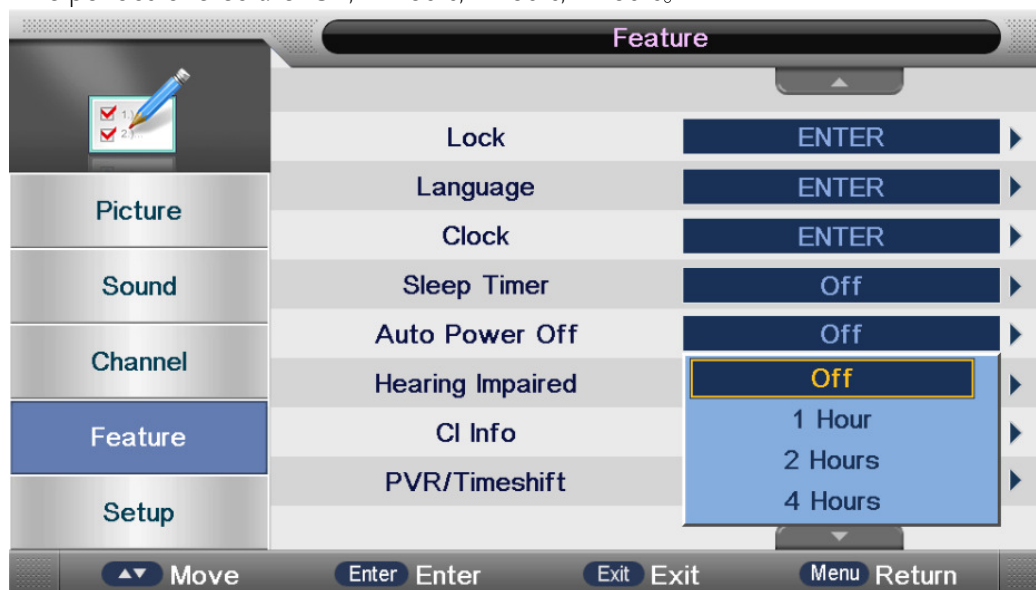 Feature
1.)
2.)...
Lock ENTER
Language ENTER
Picture
Clock ENTER
Sound
Sleep Timer Off
Auto Power Off Off
Channel
Off
Hearing Impaired
1 Hour
Feature
CI Info
2 Hours
PVR/Timeshift
4 Hours
Setup
Move Enter Enter Exit Exit Menu Return